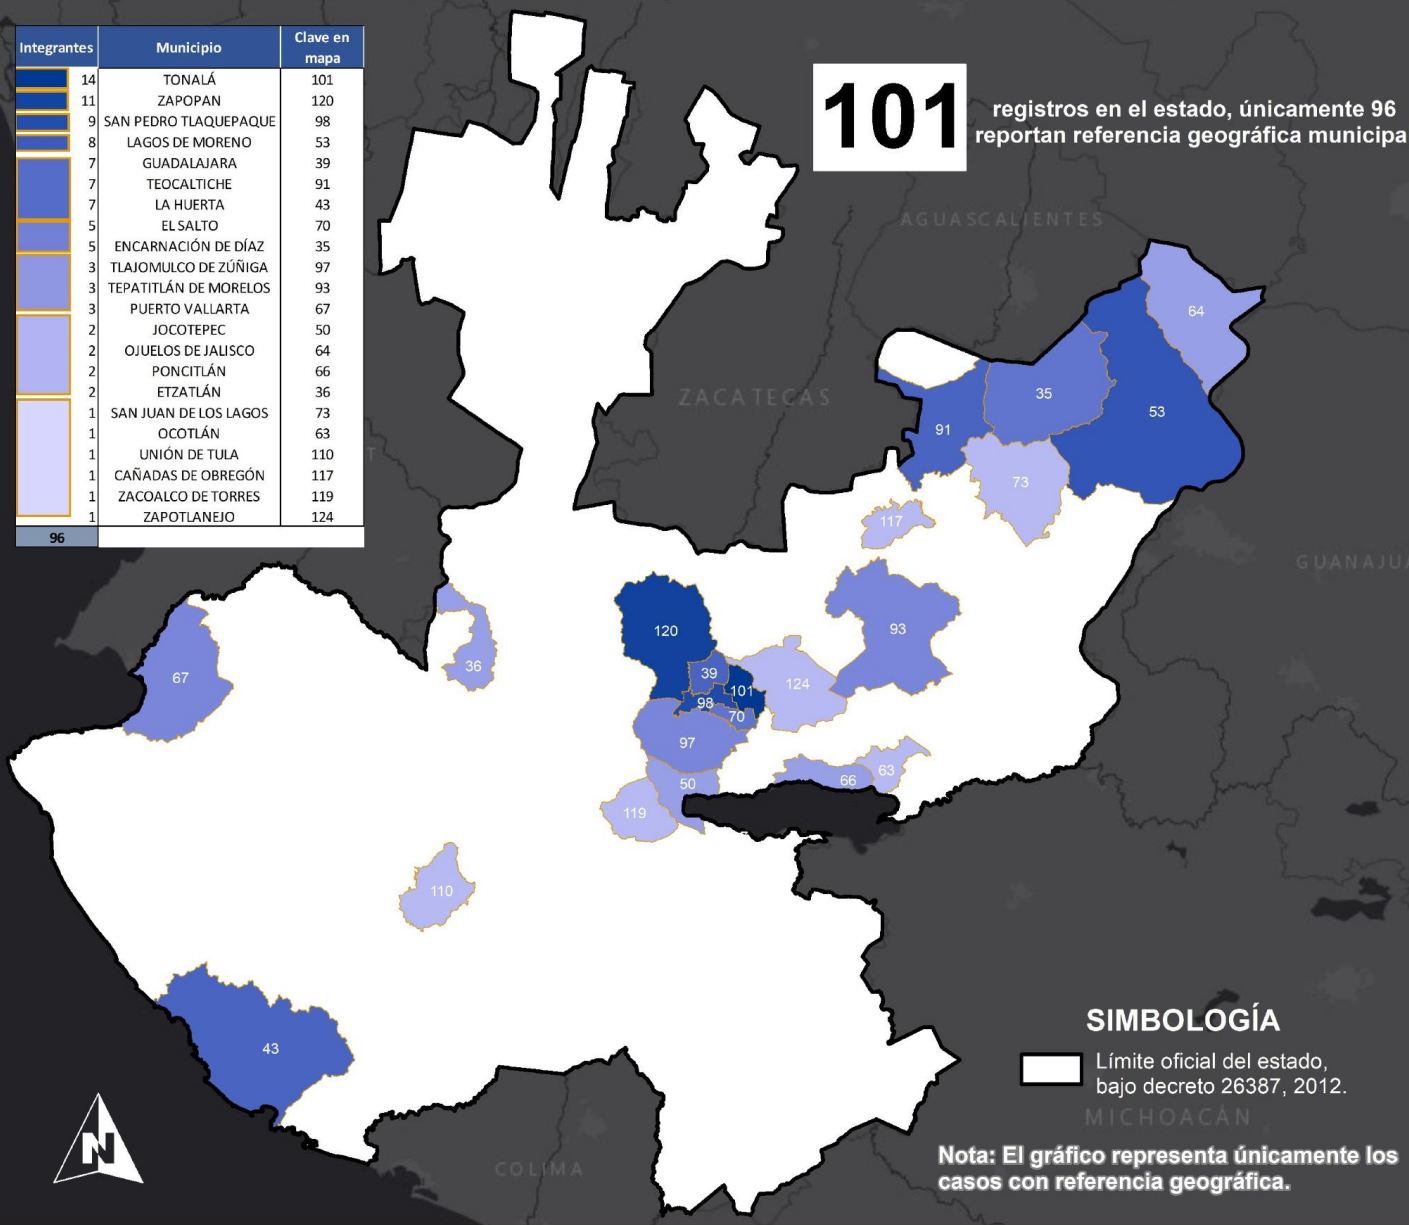 Integrantes Municipio Clave en mapa
14 TONALÁ 101
11 ZAPOPAN 120
9 SAN PEDRO TLAQUEPAQUE 98
8 LAGOS DE MORENO 53
7 GUADALAJARA 39
7 TEOCALTICHE 91
7 LA HUERTA 43
5 EL SALTO 70
5 ENCARNACIÓN DE DÍAZ 35
3 TLAJOMULCO DE ZÚÑIGA 97
3 TEPATITLÁN DE MORELOS 93
3 PUERTO VALLARTA 67
2 JOCOTEPEC 50
2 OJUELOS DE JALISCO 64
2 PONCITLÁN 66
2 ETZATLÁN 36
1 SAN JUAN DE LOS LAGOS 73
1 OCOTLÁN 63
1 UNIÓN DE TULA 110
1 CAÑADAS DE OBREGÓN 117
1 ZACOALCO DE TORRES 119
1 ZAPOTLANEJO 124
96
101
registros en el estado, únicamente 96
reportan referencia geográfica municipa
AGUASCALIENTES
64
ZACATECAS
35
53
91
T
73
117
GUANAJUA
120
93
36
67
39
124
101
98
70
97
63
66
50
119
110
43
SIMBOLOGÍA
Límite oficial del estado,
bajo decreto 26387, 2012.
MICHOACÁN
N
COLIMA
Nota: El gráfico representa únicamente los
casos con referencia geográfica.